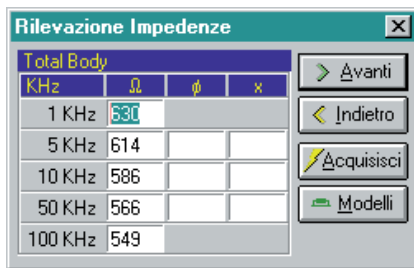 Rilevazione Impedenze
Total Body
KHz Ω ϕ x
1 KHz 630
5 KHz 614
10 KHz 586
50 KHz 566
100 KHz 549
Avanti
Indietro
Acquisisci
Modelli